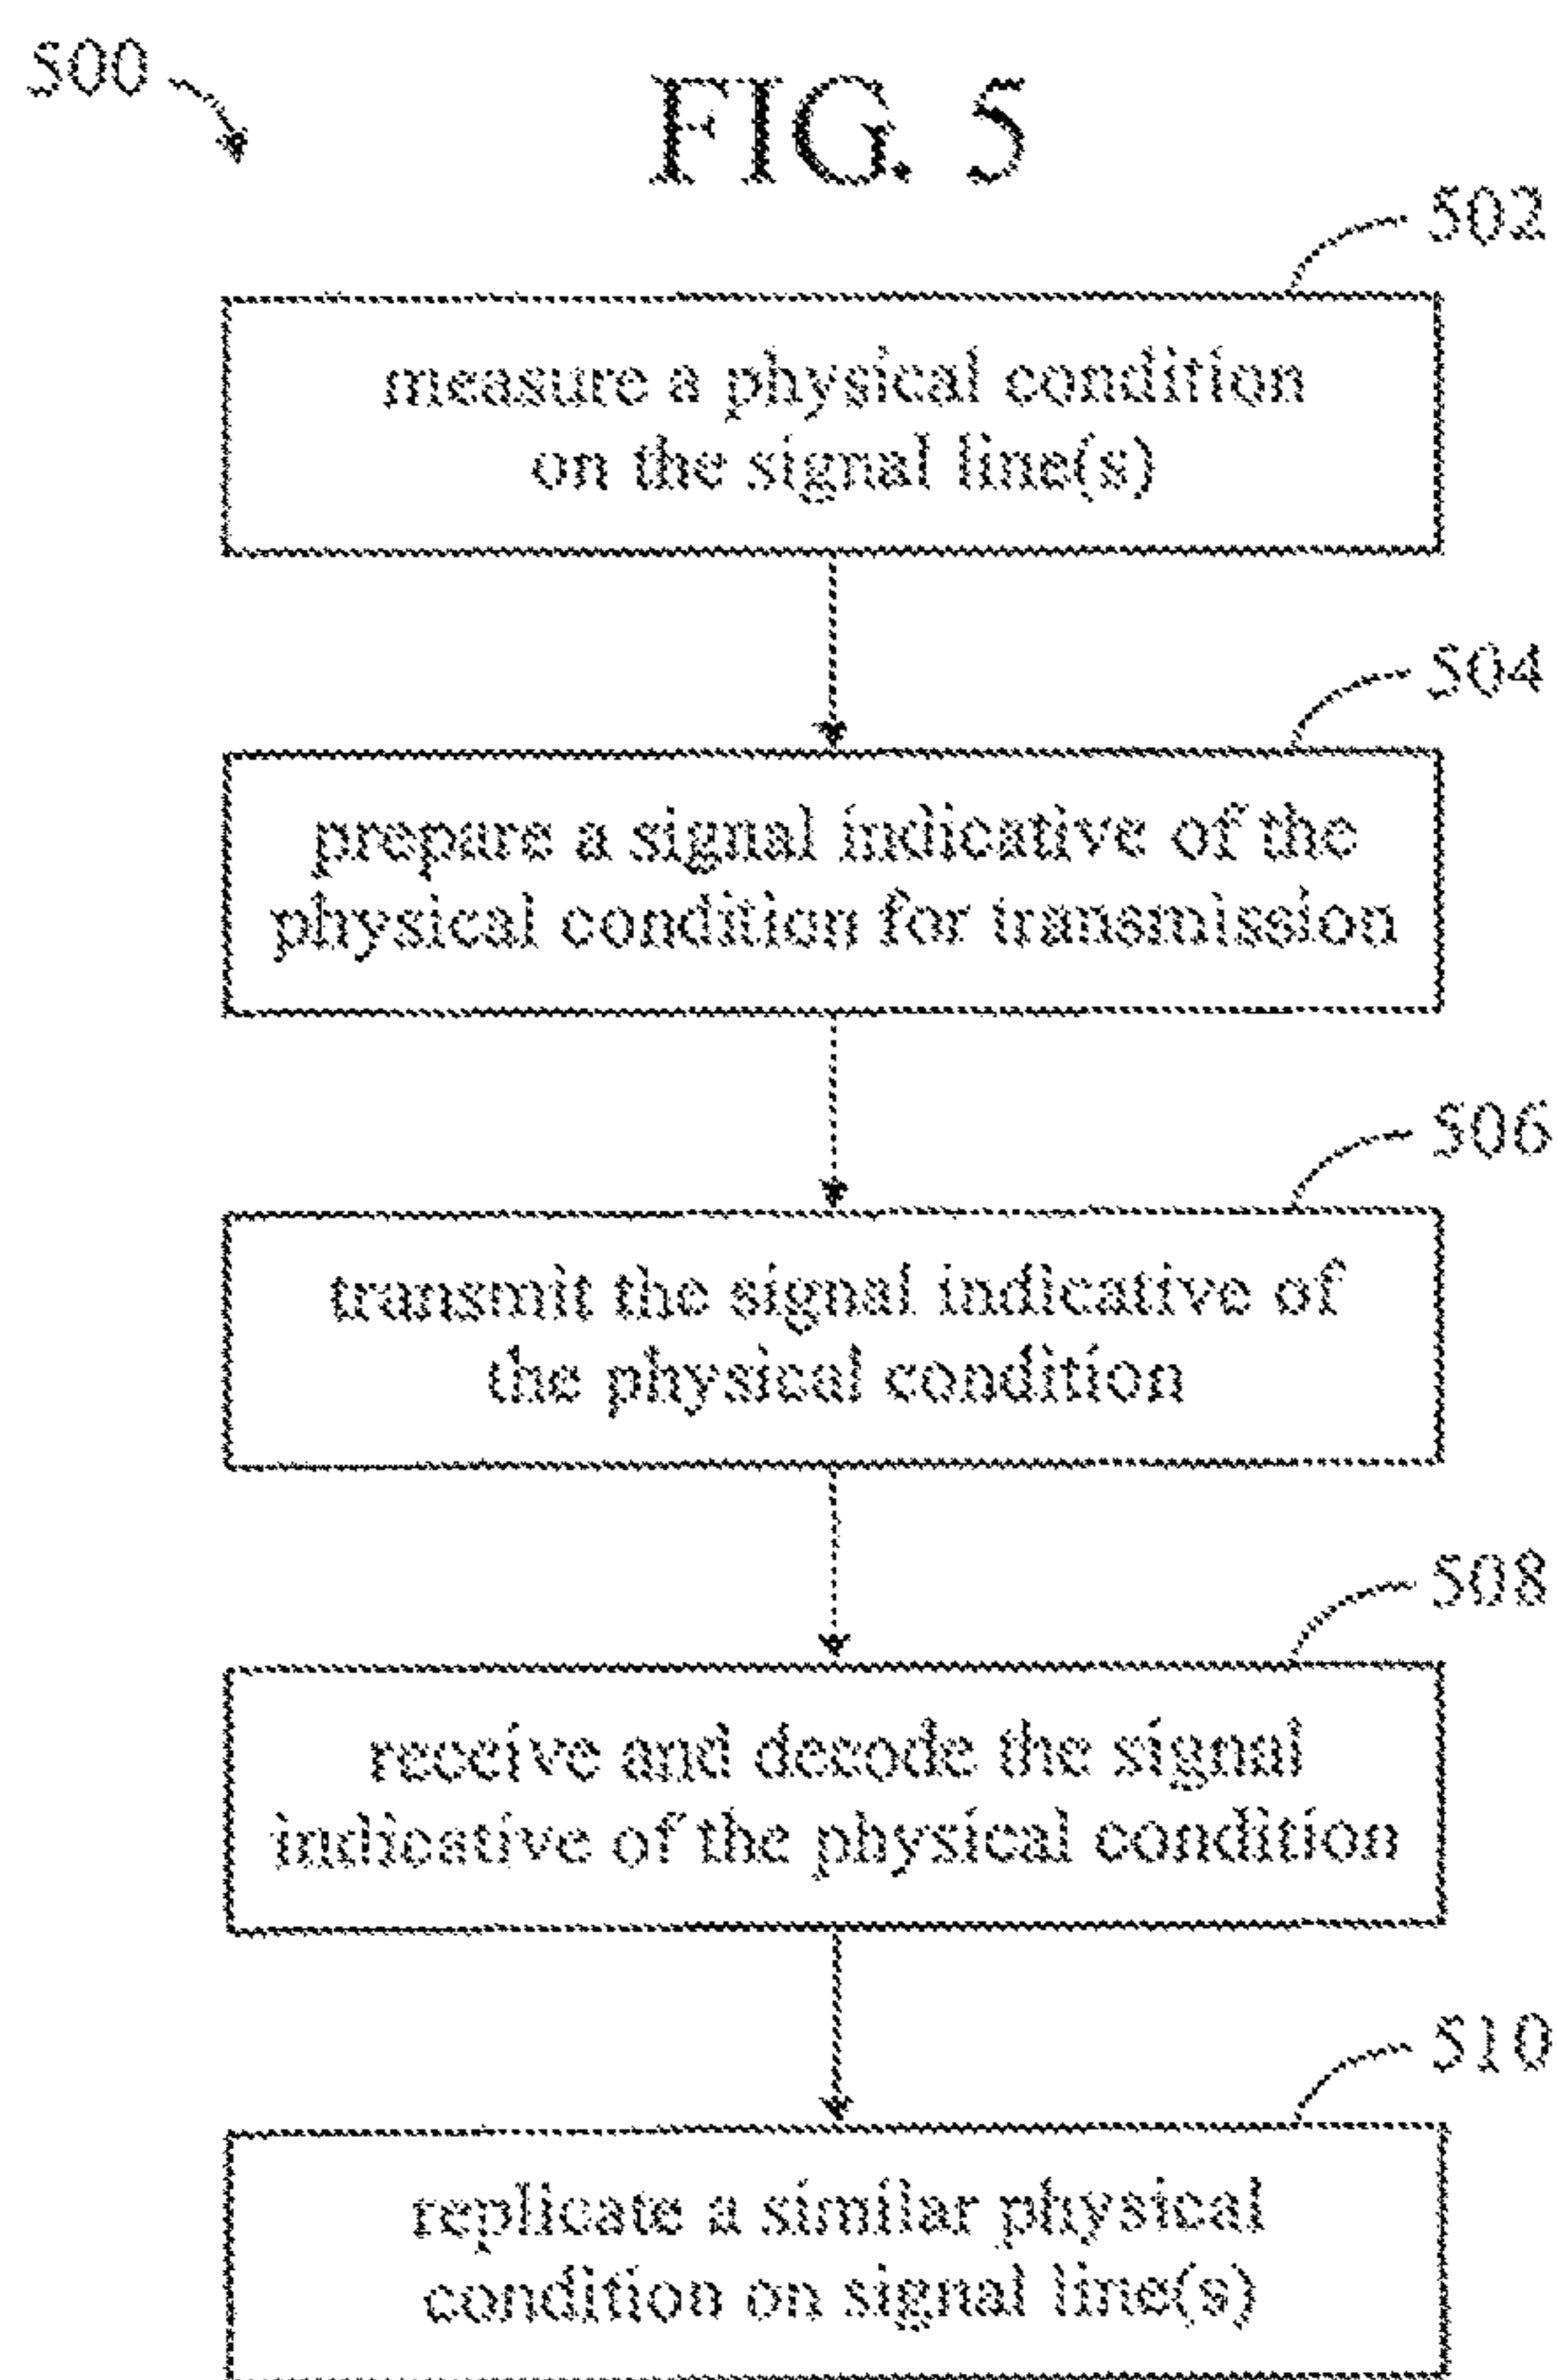 500
FIG. 5
502
measure a physical condition
on the signal line(s)
504
prepare a signal indicative of the
physical condition for transmission
506
transmit the signal indicative of
the physical condition
508
receive and decode the signal
indicative of the physical condition
510
replicate a similar physical
condition on signal line(s)